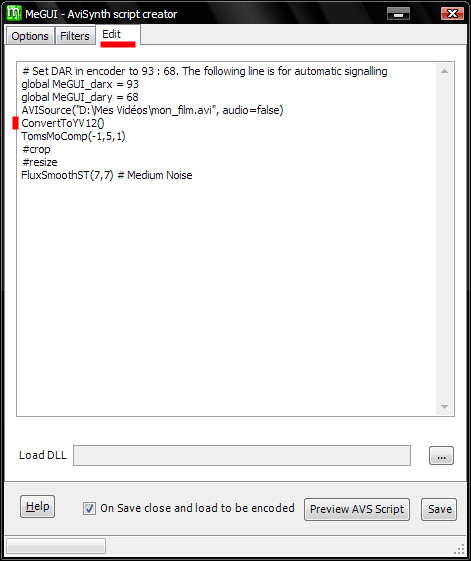 MeGUI - AviSynth script creator
Options Filters Edit
# Set DAR in encoder to 93 : 68. The following line is for automatic signalling
global MeGUI_darx = 93
global MeGUI_dary = 68
AVISource("D:\Mes Vidéos\mon_film.avi", audio=false)
ConvertToYV12()
TomsMoComp(-1,5,1)
#crop
#resize
FluxSmoothST(7,7) # Medium Noise
Load DLL ...
Help On Save close and load to be encoded Preview AVS Script Save